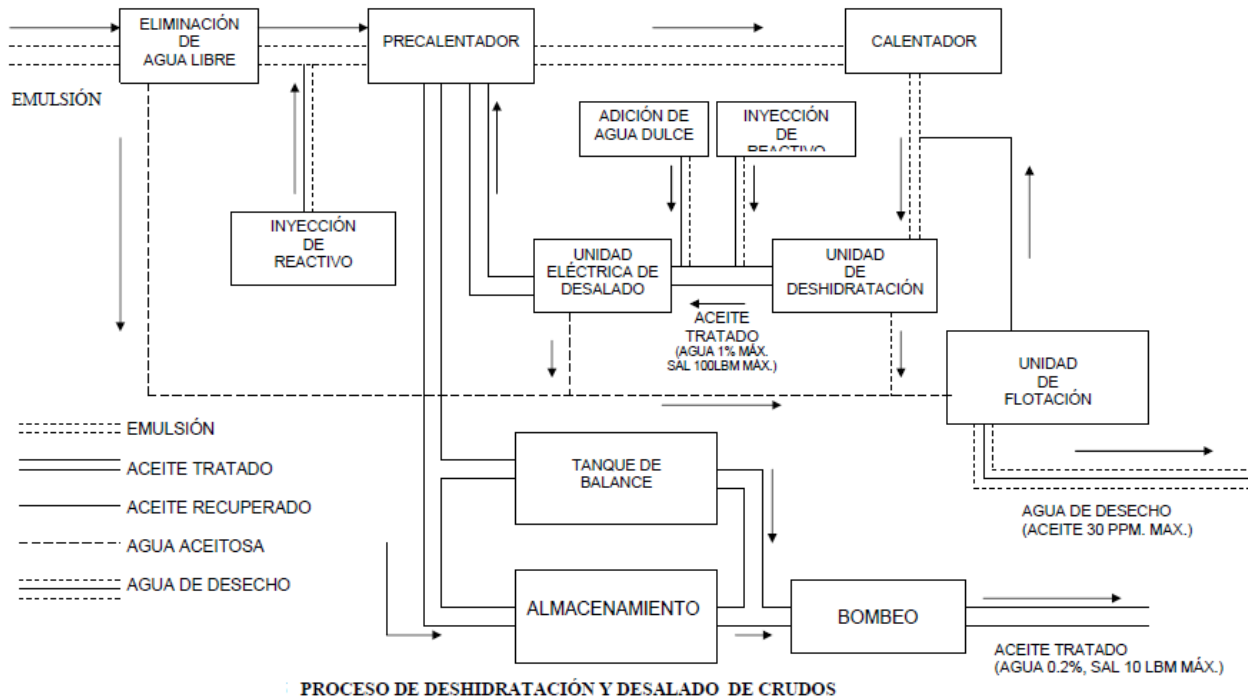 ELIMINACIÓN
DE
AGUA LIBRE
PRECALENTADOR
CALENTADOR
EMULSIÓN
ADICIÓN DE
AGUA DULCE
INYECCIÓN
DE
REACTIVO
INYECCIÓN
DE
REACTIVO
UNIDAD
ELÉCTRICA DE
DESALADO
UNIDAD
DE
DESHIDRATACIÓN
ACEITE
TRATADO
(AGUA 1% MÁX.
SAL 100LBM MÁX.)
UNIDAD
DE
FLOTACIÓN
EMULSIÓN
ACEITE TRATADO
ACEITE RECUPERADO
AGUA ACEITOSA
AGUA DE DESECHO
TANQUE DE
BALANCE
AGUA DE DESECHO
(ACEITE 30 PPM. MAX.)
ALMACENAMIENTO
BOMBEO
ACEITE TRATADO
(AGUA 0.2%, SAL 10 LBM MÁX.)
PROCESO DE DESHIDRATACIÓN Y DESALADO DE CRUDOS